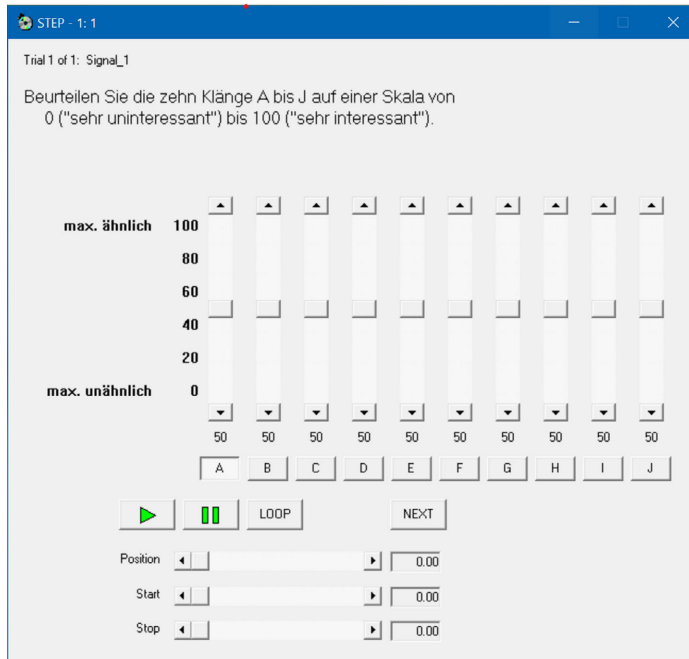 STEP - 1: 1
Trial 1 of 1: Signal_1
Beurteilen Sie die zehn Klänge A bis J auf einer Skala von
0 ("sehr uninteressant") bis 100 ("sehr interessant").
max. ähnlich 100
80
60
40
20
max. unähnlich 0
50 50 50 50 50 50 50 50 50 50
A B C D E F G H I J
LOOP NEXT
Position 0.00
Start 0.00
Stop 0.00